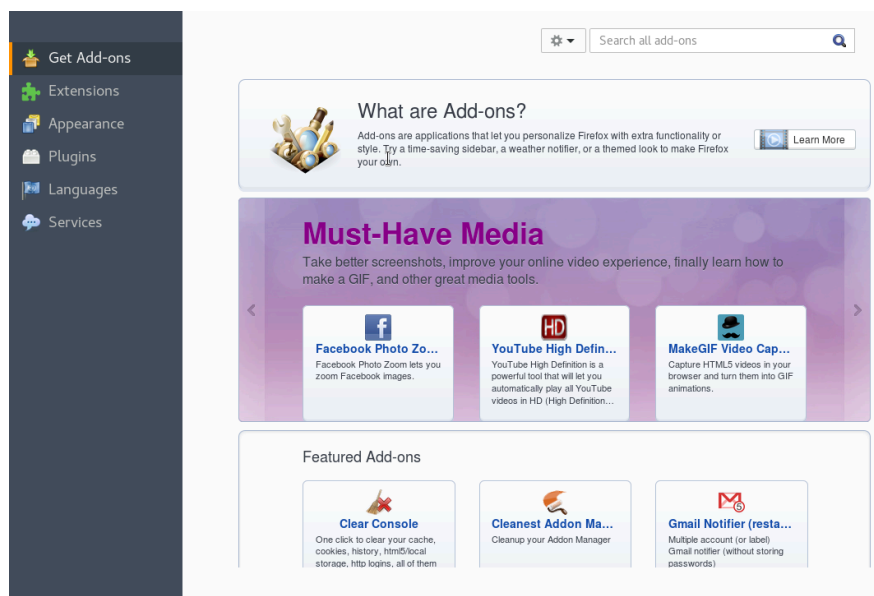 Get Add-ons
Extensions
Appearance
Plugins
Languages
Services
Search all add-ons
What are Add-ons?
Add-ons are applications that let you personalize Firefox with extra functionality or
style. Try a time-saving sidebar, a weather notifier, or a themed look to make Firefox
your own.
Learn More
Must-Have Media
Take better screenshots, improve your online video experience, finally learn how to
make a GIF, and other great media tools.
Facebook Photo Zo...
Facebook Photo Zoom lets you
zoom Facebook images.
HD
YouTube High Defin...
YouTube High Definition is a
powerful tool that will let you
automatically play all YouTube
videos in HD (High Definition...
MakeGIF Video Cap...
Capture HTML5 videos in your
browser and turn them into GIF
animations.
Featured Add-ons
Clear Console
One click to clear your cache,
cookies, history, html5/local
storage, http logins, all of them
Cleanest Addon Ma...
Cleanup your Addon Manager
5
Gmail Notifier (resta...
Multiple account (or label)
Gmail notifier (without storing
passwords)